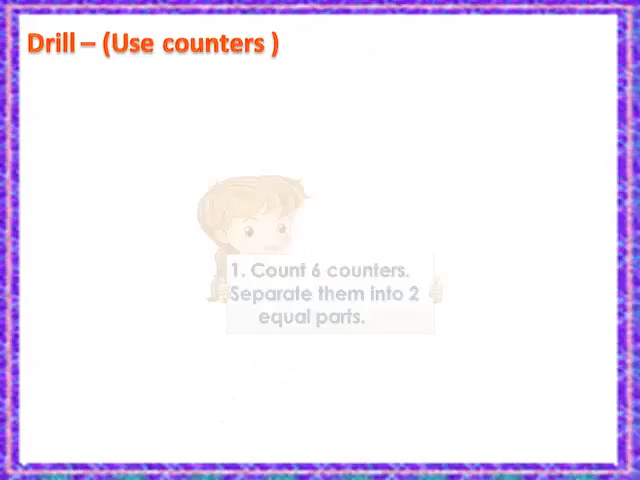 Drill – (Use counters )
1. Count 6 counters.
Separate them into 2
equal parts.